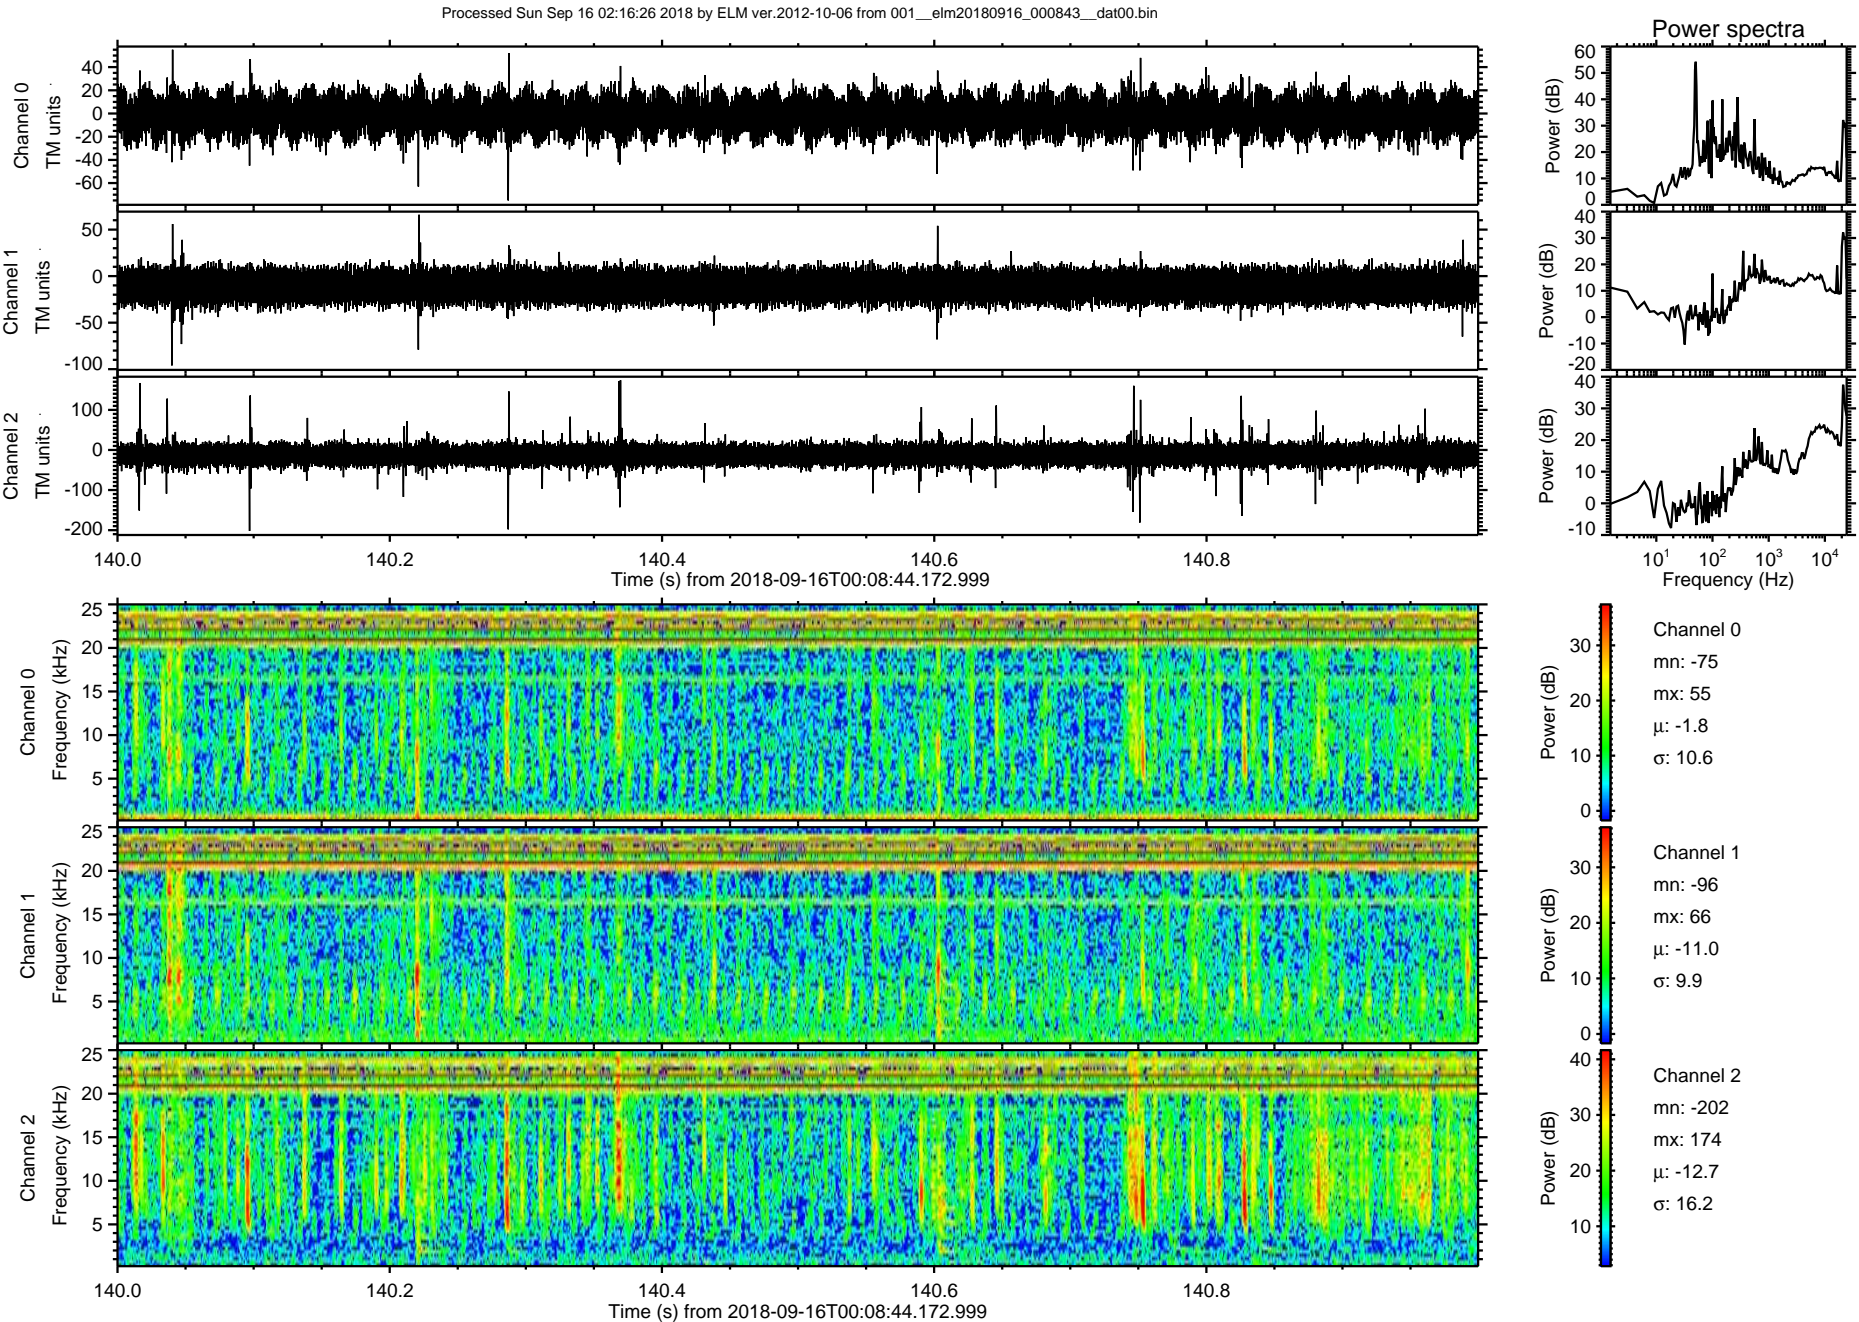 Processed Sun Sep 16 02:16:26 2018 by ELM ver.2012-10-06 from 001__elm20180916_000843__dat00.bin
Power spectra
Channel 0
TM units
40
20
0
-20
-40
-60
Power (dB)
60
50
40
30
20
10
0
Channel 1
TM units
50
0
-50
-100
Power (dB)
40
30
20
10
0
-10
-20
Channel 2
TM units
100
0
-100
-200
Power (dB)
40
30
20
10
0
-10
140.0 140.2 140.4 140.6 140.8
Time (s) from 2018-09-16T00:08:44.172.999
10^1 10^2 10^3 10^4
Frequency (Hz)
Channel 0
Frequency (kHz)
25
20
15
10
5
Power (dB)
30
20
10
0
Channel 0
mn: -75
mx: 55
μ: -1.8
σ: 10.6
Channel 1
Frequency (kHz)
25
20
15
10
5
Power (dB)
30
20
10
0
Channel 1
mn: -96
mx: 66
μ: -11.0
σ: 9.9
Channel 2
Frequency (kHz)
25
20
15
10
5
Power (dB)
40
30
20
10
Channel 2
mn: -202
mx: 174
μ: -12.7
σ: 16.2
140.0 140.2 140.4 140.6 140.8
Time (s) from 2018-09-16T00:08:44.172.999